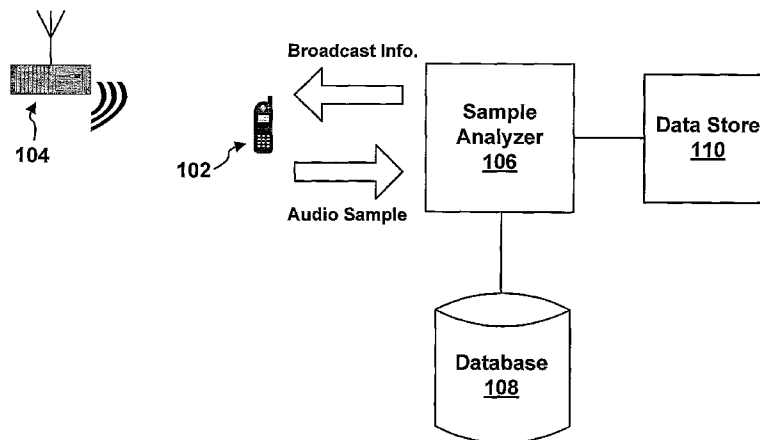 Broadcast Info.
104
102
Audio Sample
Sample
Analyzer
106
Data Store
110
Database
108